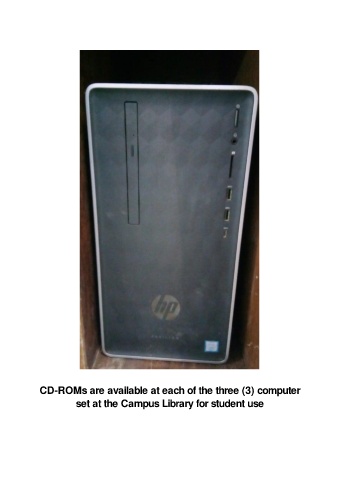 hp
CD-ROMs are available at each of the three (3) computer
set at the Campus Library for student use